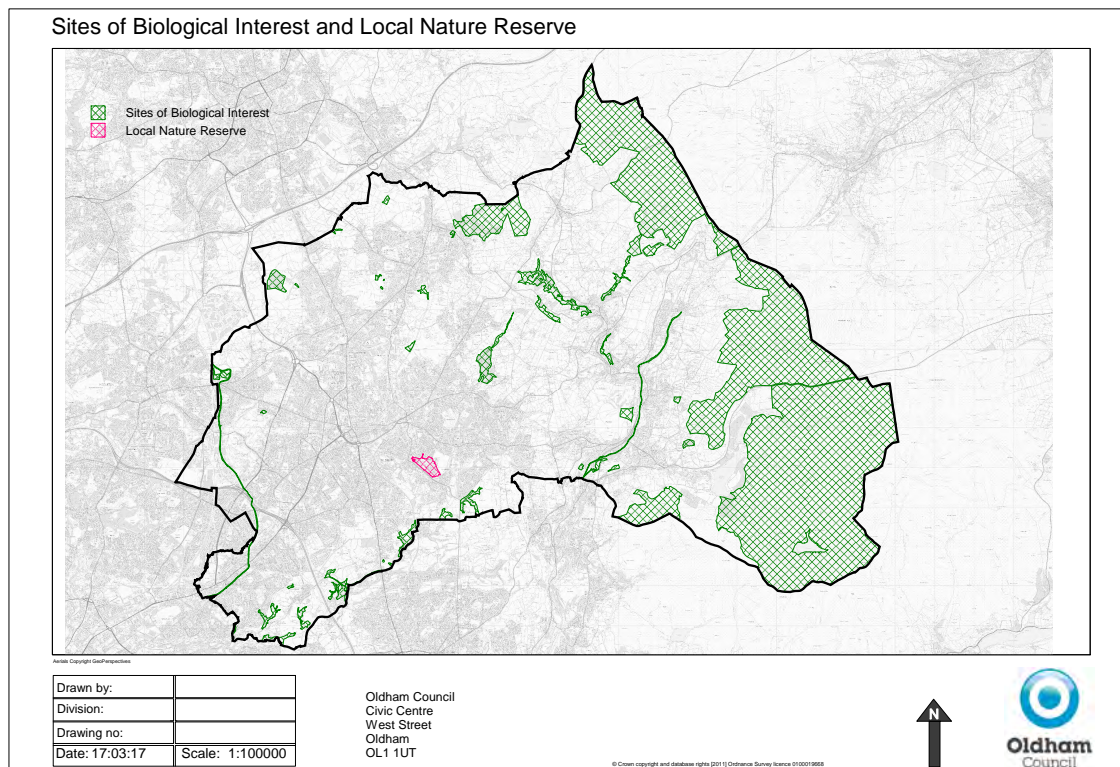 Sites of Biological Interest and Local Nature Reserve
Sites of Biological Interest
Local Nature Reserve
Aerials Copyright GeoPerspectives
Drawn by:
Division:
Drawing no:
Date: 17:03:17 Scale: 1:100000
Oldham Council
Civic Centre
West Street
Oldham
OL1 1UT
© Crown copyright and database rights [2011] Ordnance Survey licence 0100019668
N
Oldham
Council